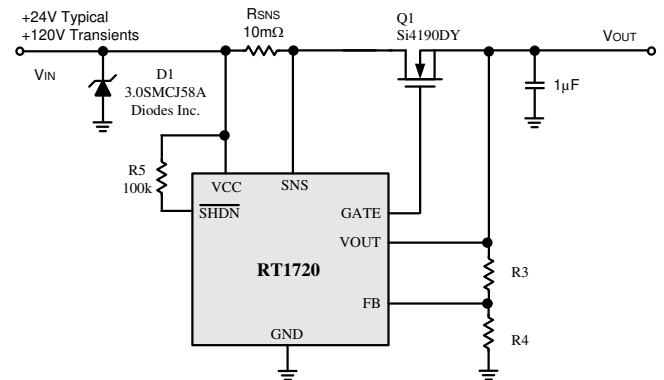 +24V Typical
+120V Transients
RSNS
10mΩ
Q1
Si4190DY
VOUT
VIN
D1
3.0SMCJ58A
Diodes Inc.
1µF
R5
100k
VCC
SNS
SHDN
GATE
VOUT
RT1720
R3
FB
R4
GND